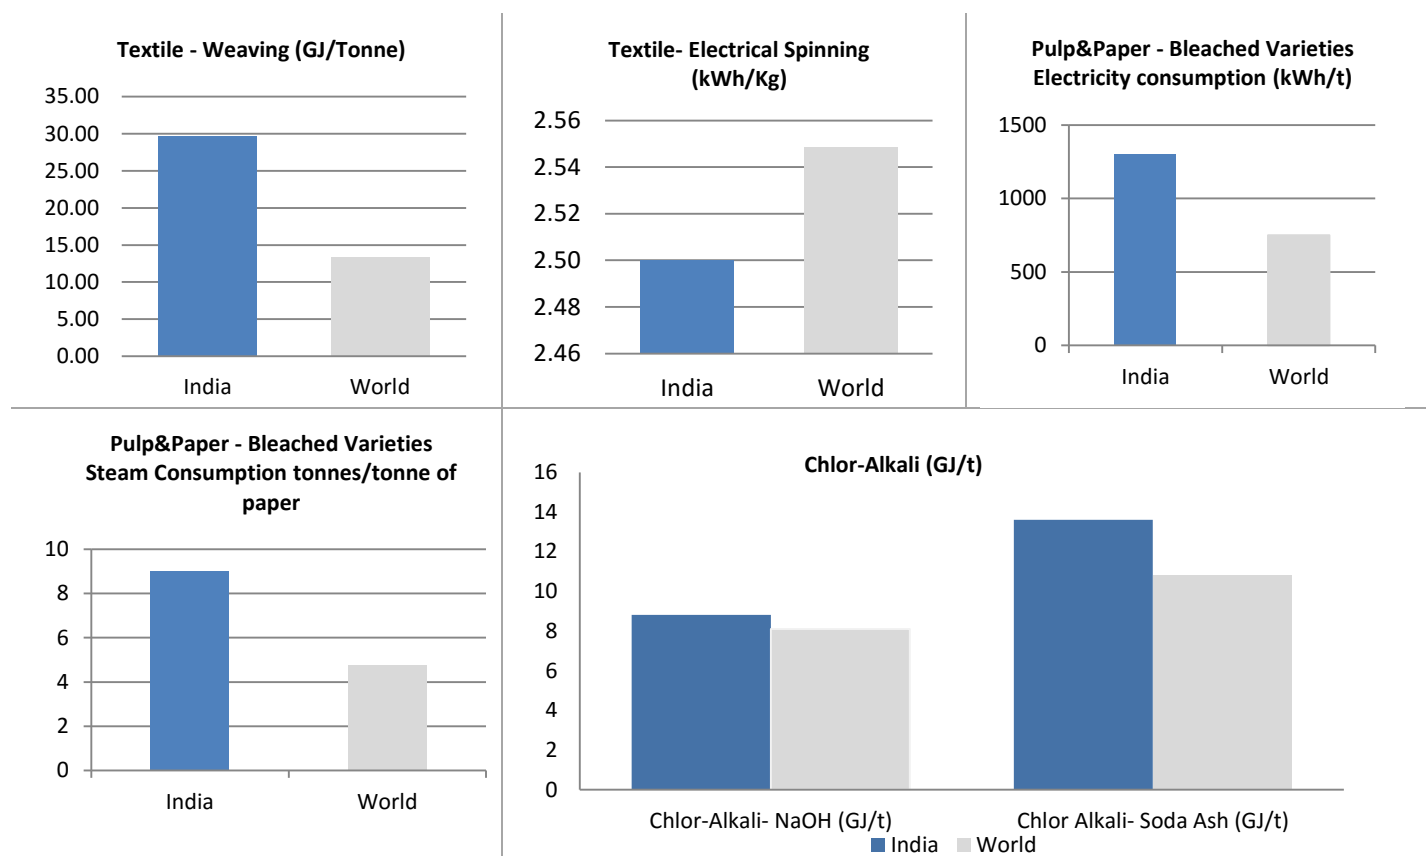 Textile - Weaving (GJ/Tonne)
35.00
30.00
25.00
20.00
15.00
10.00
5.00
0.00
India World
Textile- Electrical Spinning
(kWh/Kg)
2.56
2.54
2.52
2.50
2.48
2.46
India World
Pulp&Paper - Bleached Varieties
Electricity consumption (kWh/t)
1500
1000
500
0
India World
Pulp&Paper - Bleached Varieties
Steam Consumption tonnes/tonne of
paper
10
8
6
4
2
0
India World
Chlor-Alkali (GJ/t)
16
14
12
10
8
6
4
2
0
Chlor-Alkali- NaOH (GJ/t) Chlor Alkali- Soda Ash (GJ/t)
India World